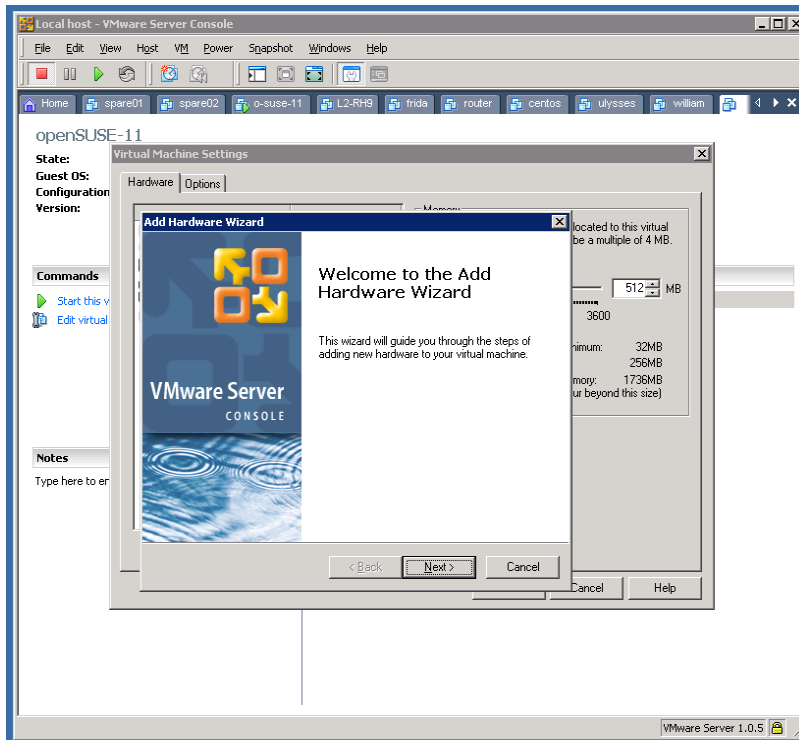 Local host - VMware Server Console
File Edit View Host VM Power Snapshot Windows Help
Home spare01 spare02 o-suse-11 L2-RH9 frida router centos ulysses william
openSUSE-11
State:
Guest OS:
Configuration
Version:
Commands
Start this v
Edit virtual
Notes
Type here to er
Virtual Machine Settings
Hardware Options
Memory
located to this virtual
be a multiple of 4 MB.
512 MB
3600
nimum: 32MB
256MB
mory: 1736MB
ur beyond this size)
Add Hardware Wizard
Welcome to the Add
Hardware Wizard
This wizard will guide you through the steps of
adding new hardware to your virtual machine.
VMware Server
CONSOLE
< Back Next > Cancel
Cancel Help
VMware Server 1.0.5